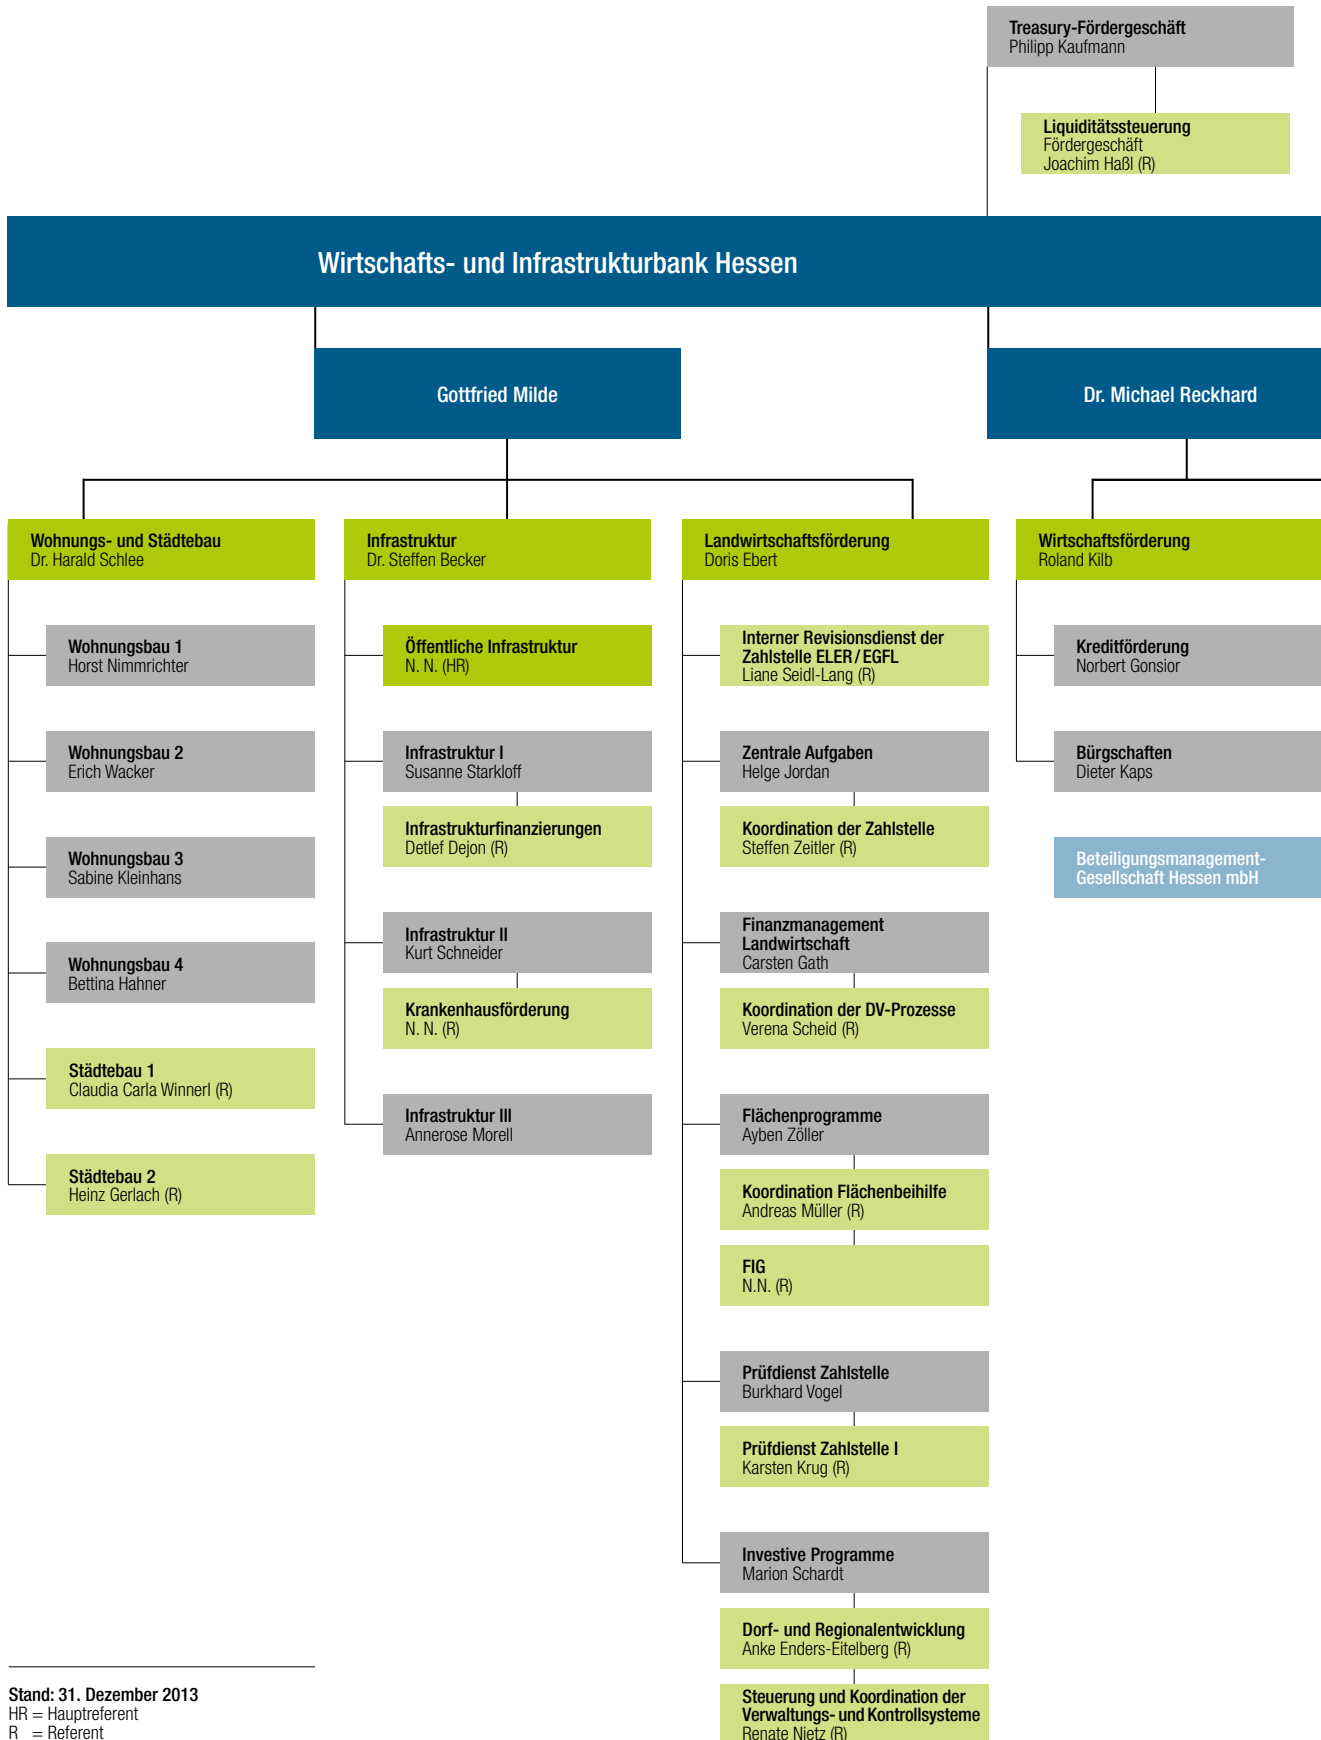 Treasury-Fördergeschäft
Philipp Kaufmann
Liquiditätssteuerung
Fördergeschäft
Joachim Haßl (R)
Wirtschafts- und Infrastrukturbank Hessen
Gottfried Milde
Dr. Michael Reckhard
Wohnungs- und Städtebau
Dr. Harald Schlee
Wohnungsbau 1
Horst Nimmrichter
Wohnungsbau 2
Erich Wacker
Wohnungsbau 3
Sabine Kleinhans
Wohnungsbau 4
Bettina Hahner
Städtebau 1
Claudia Carla Winnerl (R)
Städtebau 2
Heinz Gerlach (R)
Infrastruktur
Dr. Steffen Becker
Öffentliche Infrastruktur
N. N. (HR)
Infrastruktur I
Susanne Starkloff
Infrastrukturfinanzierungen
Detlef Dejon (R)
Infrastruktur II
Kurt Schneider
Krankenhausförderung
N. N. (R)
Infrastruktur III
Annerose Morell
Landwirtschaftsförderung
Doris Ebert
Interner Revisionsdienst der
Zahlstelle ELER / EGFL
Liane Seidl-Lang (R)
Zentrale Aufgaben
Helge Jordan
Koordination der Zahlstelle
Steffen Zeitler (R)
Finanzmanagement
Landwirtschaft
Carsten Gath
Koordination der DV-Prozesse
Verena Scheid (R)
Flächenprogramme
Ayben Zöller
Koordination Flächenbeihilfe
Andreas Müller (R)
FIG
N.N. (R)
Prüfdienst Zahlstelle
Burkhard Vogel
Prüfdienst Zahlstelle I
Karsten Krug (R)
Investive Programme
Marion Schardt
Dorf- und Regionalentwicklung
Anke Enders-Eitelberg (R)
Steuerung und Koordination der
Verwaltungs- und Kontrollsysteme
Renate Nietz (R)
Wirtschaftsförderung
Roland Kilb
Kreditförderung
Norbert Gonsior
Bürgschaften
Dieter Kaps
Beteiligungsmanagement-
Gesellschaft Hessen mbH
Stand: 31. Dezember 2013
HR = Hauptreferent
R = Referent